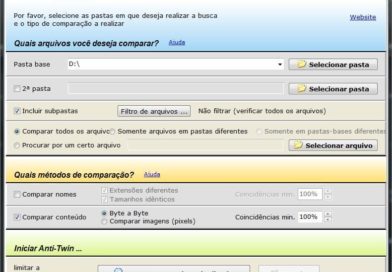 Por favor, selecione as pastas em que deseja realizar a busca
e o tipo de comparação a realizar
Website
Quais arquivos você deseja comparar? Ajuda
Pasta base D:\ Selecionar pasta
2ª pasta Selecionar pasta
Incluir subpastas Filtro de arquivos ... Não filtrar (verificar todos os arquivos)
Comparar todos os arquivo Somente arquivos em pastas diferentes Somente em pastas-bases diferentes
Procurar por um certo arquivo Selecionar arquivo
Quais métodos de comparação? Ajuda
Comparar nomes Extensões diferentes Coincidências min. 100%
Tamanhos idênticos
Comparar conteúdo Byte a Byte Coincidências min. 100%
Comparar imagens (pixels)
Iniciar Anti-Twin ...
limitar a